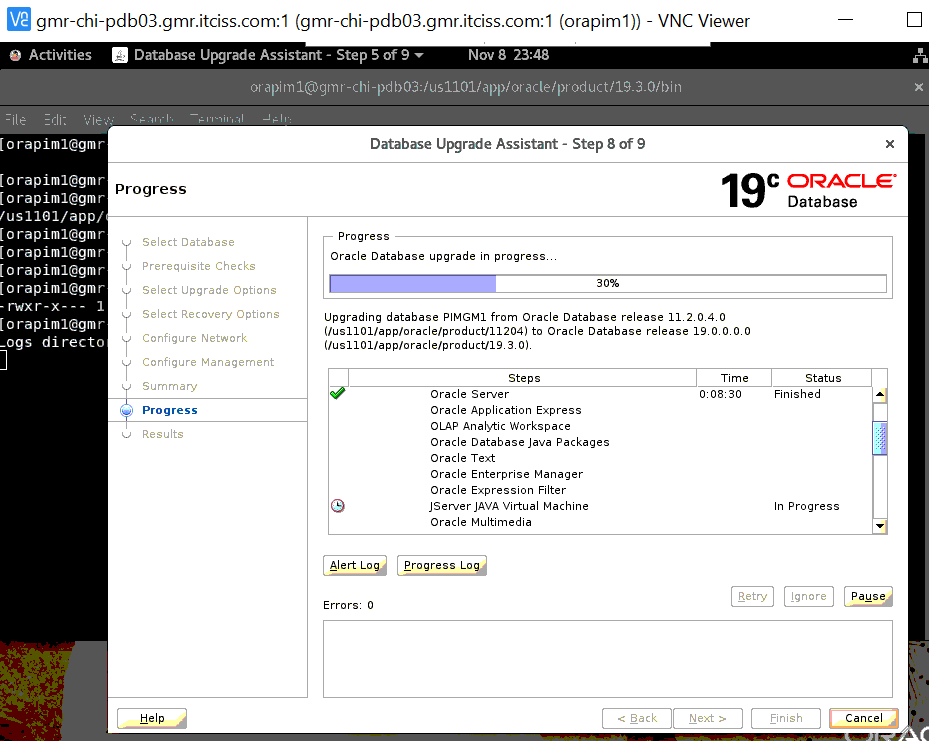 V2 gmr-chi-pdb03.gmr.itciss.com:1 (gmr-chi-pdb03.gmr.itciss.com:1 (orapim1)) - VNC Viewer
Activities Database Upgrade Assistant - Step 5 of 9 Nov 8 23:48
orapim1@gmr-chi-pdb03:/us1101/app/oracle/product/19.3.0/bin
File Edit View Search Terminal Help
[orapim1@gmr-
[orapim1@gmr-
[orapim1@gmr-
/us1101/app/o
[orapim1@gmr-
[orapim1@gmr-
[orapim1@gmr-
[orapim1@gmr-
-rwxr-x--- 1
[orapim1@gmr-
Logs director
Database Upgrade Assistant - Step 8 of 9
Progress
19c ORACLE
Database
Select Database
Prerequisite Checks
Select Upgrade Options
Select Recovery Options
Configure Network
Configure Management
Summary
Progress
Results
Progress
Oracle Database upgrade in progress...
30%
Upgrading database PIMGM1 from Oracle Database release 11.2.0.4.0
(/us1101/app/oracle/product/11204) to Oracle Database release 19.0.0.0.0
(/us1101/app/oracle/product/19.3.0).
Steps Time Status
Oracle Server 0:08:30 Finished
Oracle Application Express
OLAP Analytic Workspace
Oracle Database Java Packages
Oracle Text
Oracle Enterprise Manager
Oracle Expression Filter
JServer JAVA Virtual Machine In Progress
Oracle Multimedia
Alert Log Progress Log
Retry Ignore Pause
Errors: 0
Help < Back Next > Finish Cancel